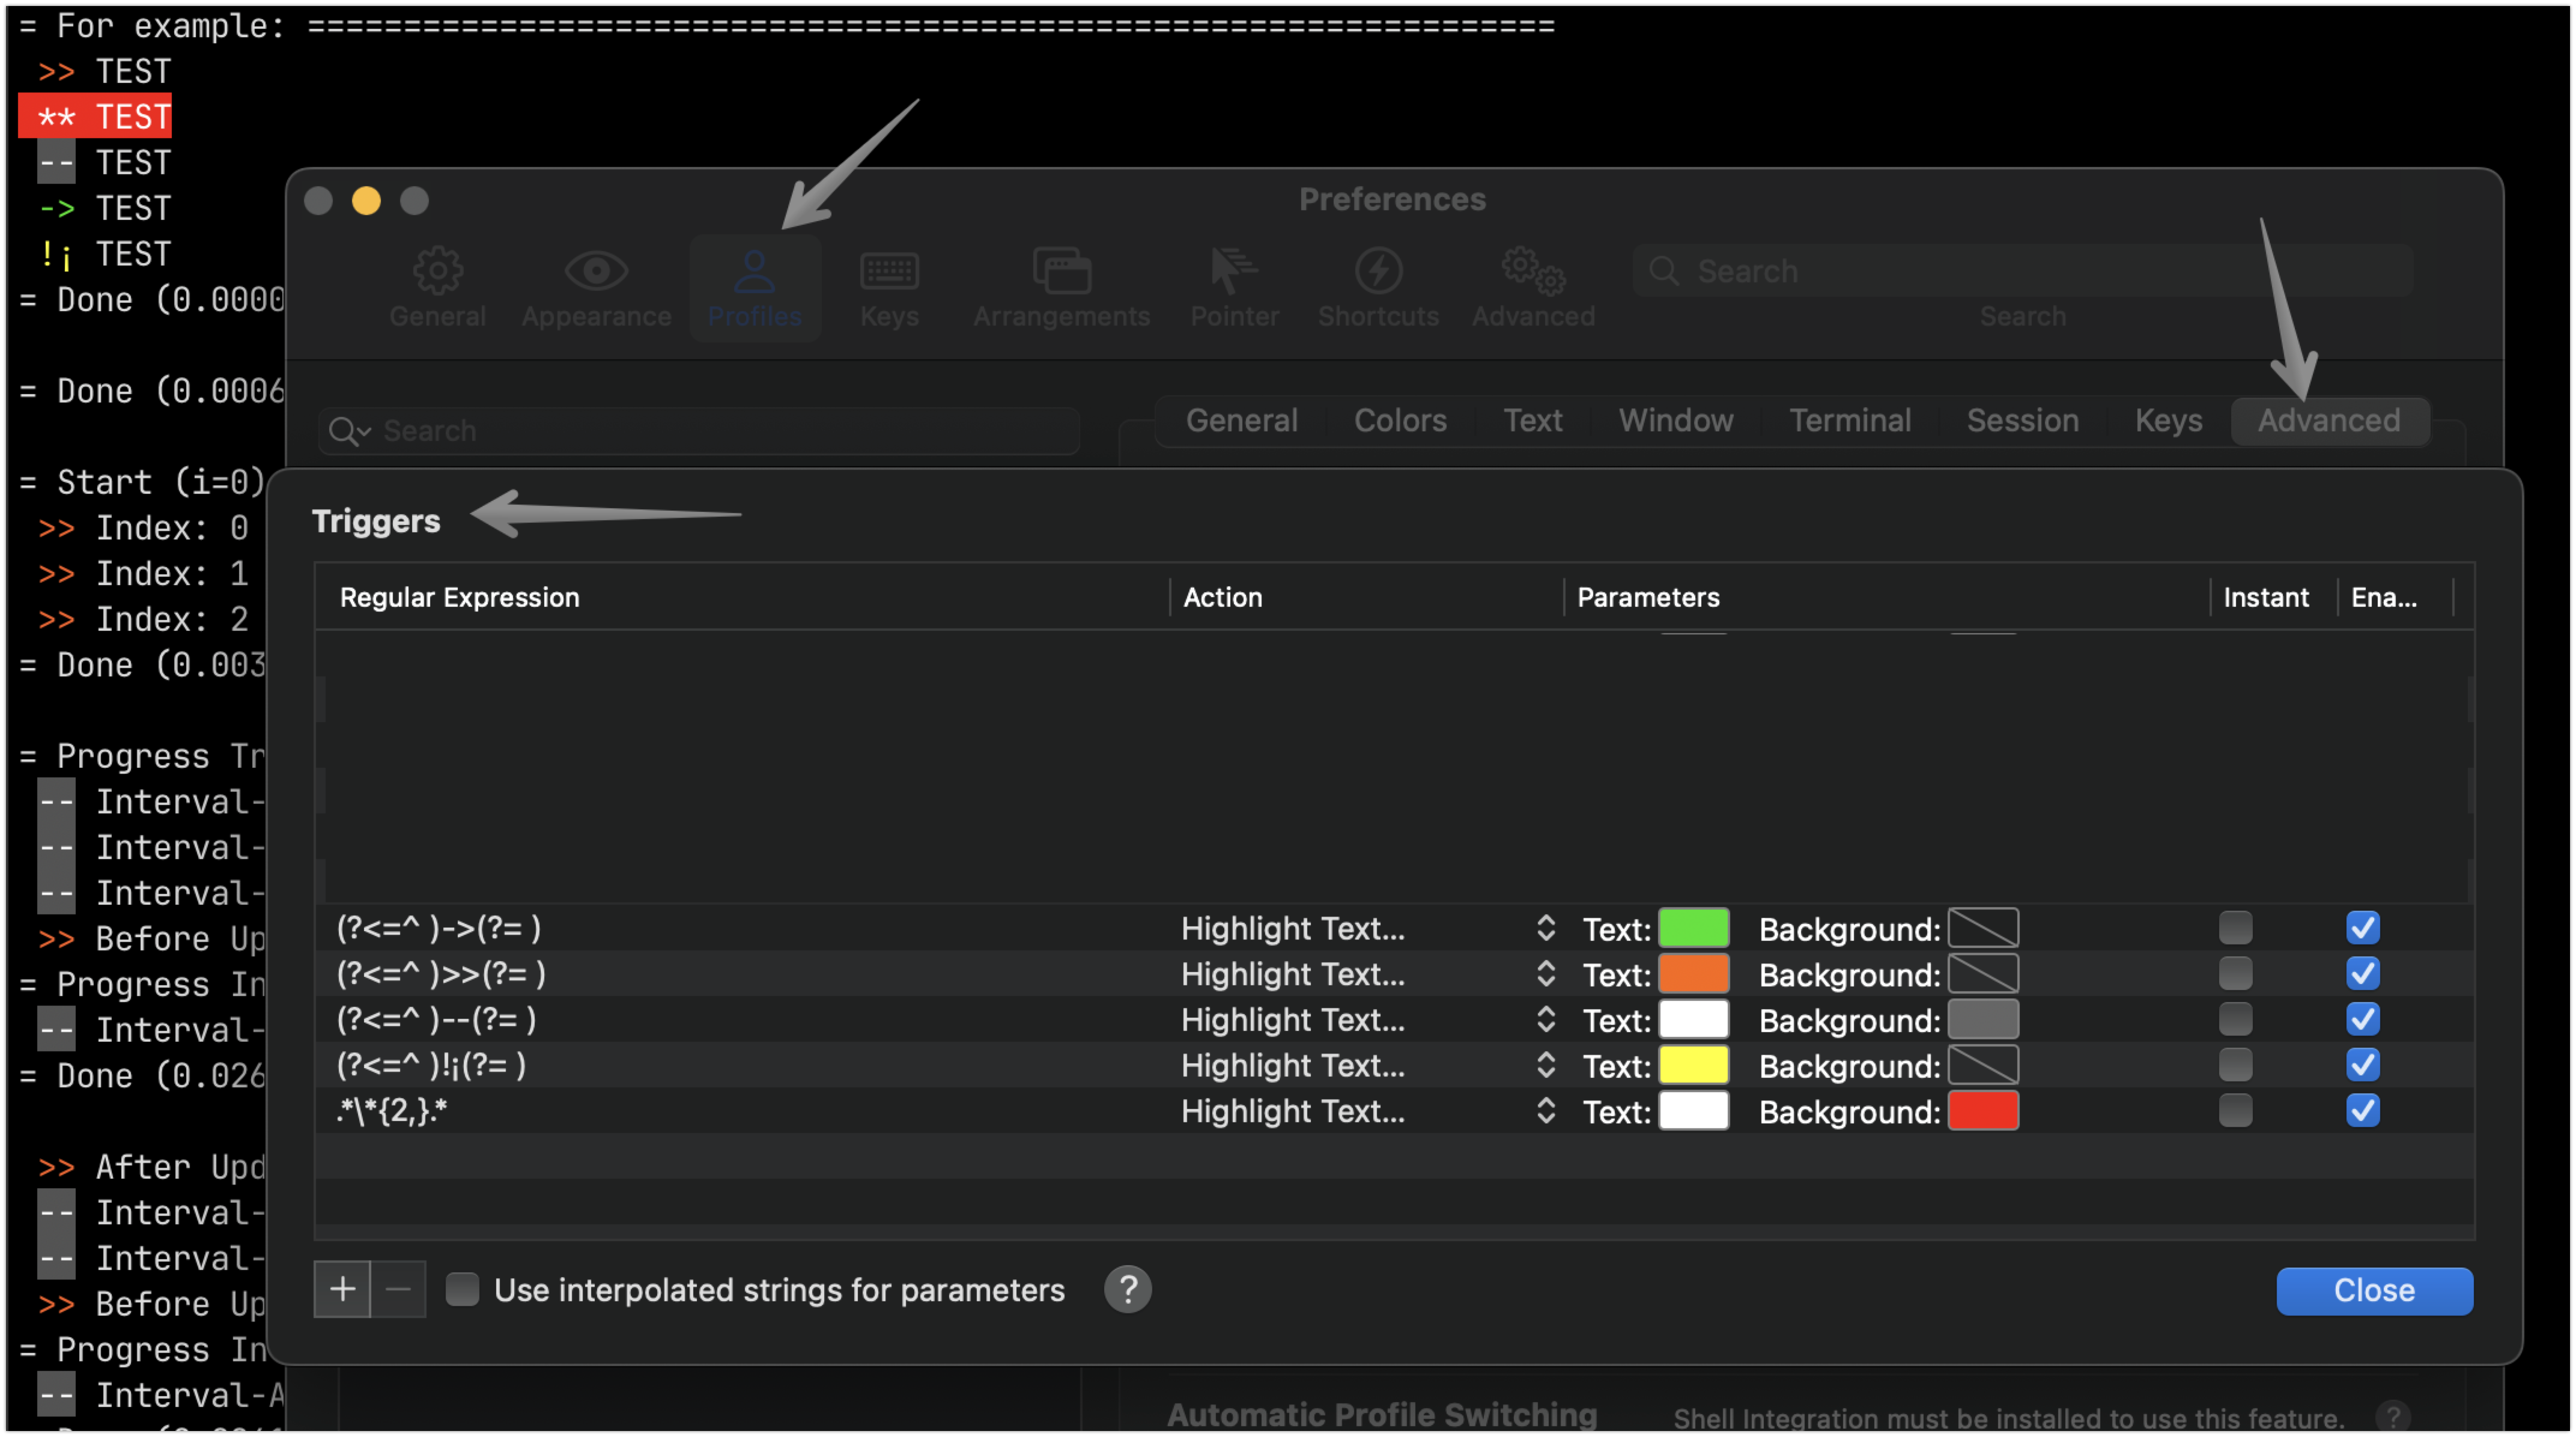 = For example: =================================================================
>> TEST
** TEST
-- TEST
-> TEST
!¡ TEST
= Done (0.0000
= Done (0.0006
= Start (i=0)
>> Index: 0
>> Index: 1
>> Index: 2
= Done (0.003
= Progress Tr
-- Interval-
-- Interval-
-- Interval-
>> Before Up
= Progress In
-- Interval-
= Done (0.026
>> After Upd
-- Interval-
-- Interval-
>> Before Up
= Progress In
-- Interval-A
Preferences
General Appearance Profiles Keys Arrangements Pointer Shortcuts Advanced
Search
Search
Search
General Colors Text Window Terminal Session Keys Advanced
Triggers
Regular Expression Action Parameters Instant Ena...
(?<=^ )->(?= ) Highlight Text... Text: Background:
(?<=^ )>>(?= ) Highlight Text... Text: Background:
(?<=^ )--(?= ) Highlight Text... Text: Background:
(?<=^ )!¡(?= ) Highlight Text... Text: Background:
.*\*{2,}.* Highlight Text... Text: Background:
+ − Use interpolated strings for parameters ? Close
Automatic Profile Switching Shell Integration must be installed to use this feature. ?